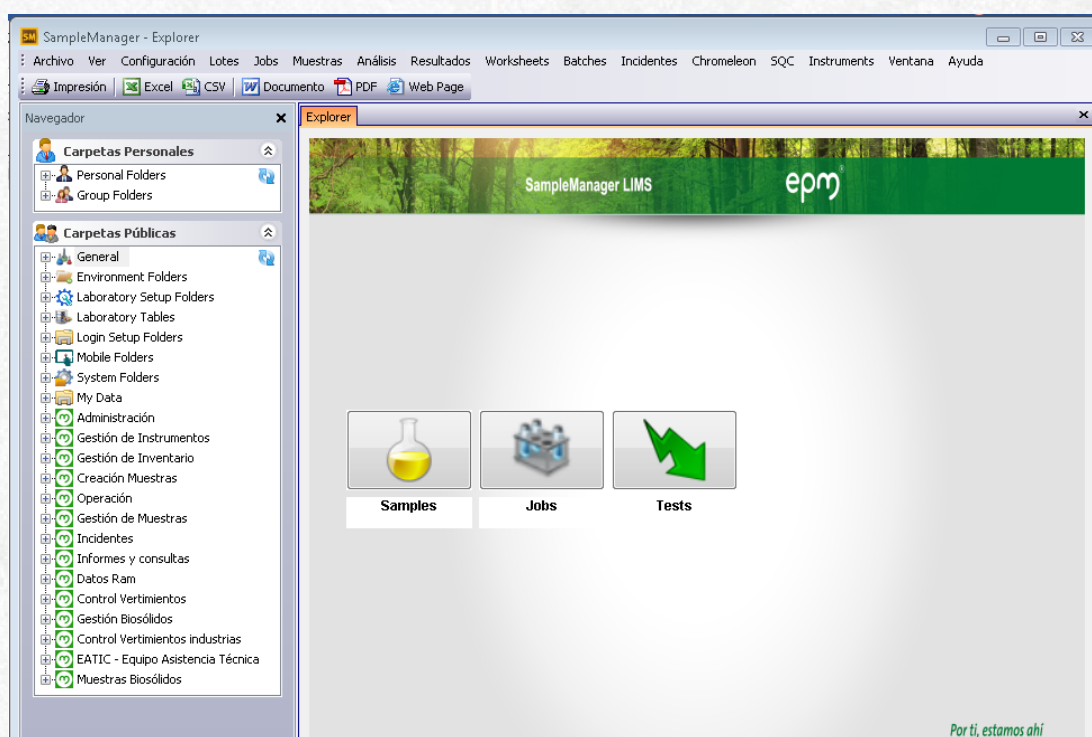 SM SampleManager - Explorer
Archivo Ver Configuración Lotes Jobs Muestras Análisis Resultados Worksheets Batches Incidentes Chromeleon SQC Instruments Ventana Ayuda
Impresión Excel CSV Documento PDF Web Page
Navegador
Carpetas Personales
Personal Folders
Group Folders
Carpetas Públicas
General
Environment Folders
Laboratory Setup Folders
Laboratory Tables
Login Setup Folders
Mobile Folders
System Folders
My Data
Administración
Gestión de Instrumentos
Gestión de Inventario
Creación Muestras
Operación
Gestión de Muestras
Incidentes
Informes y consultas
Datos Ram
Control Vertimientos
Gestión Biosólidos
Control Vertimientos industrias
EATIC - Equipo Asistencia Técnica
Muestras Biosólidos
Explorer
SampleManager LIMS epm®
Samples Jobs Tests
Por ti, estamos ahí